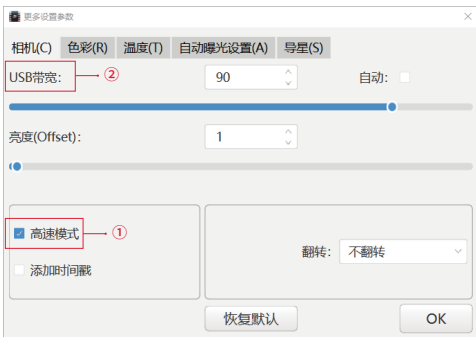 更多设置参数
相机(C) 色彩(R) 温度(T) 自动曝光设置(A) 导星(S)
USB带宽: ② 90 自动:
亮度(Offset): 1
高速模式 ①
添加时间戳
翻转: 不翻转
恢复默认 OK